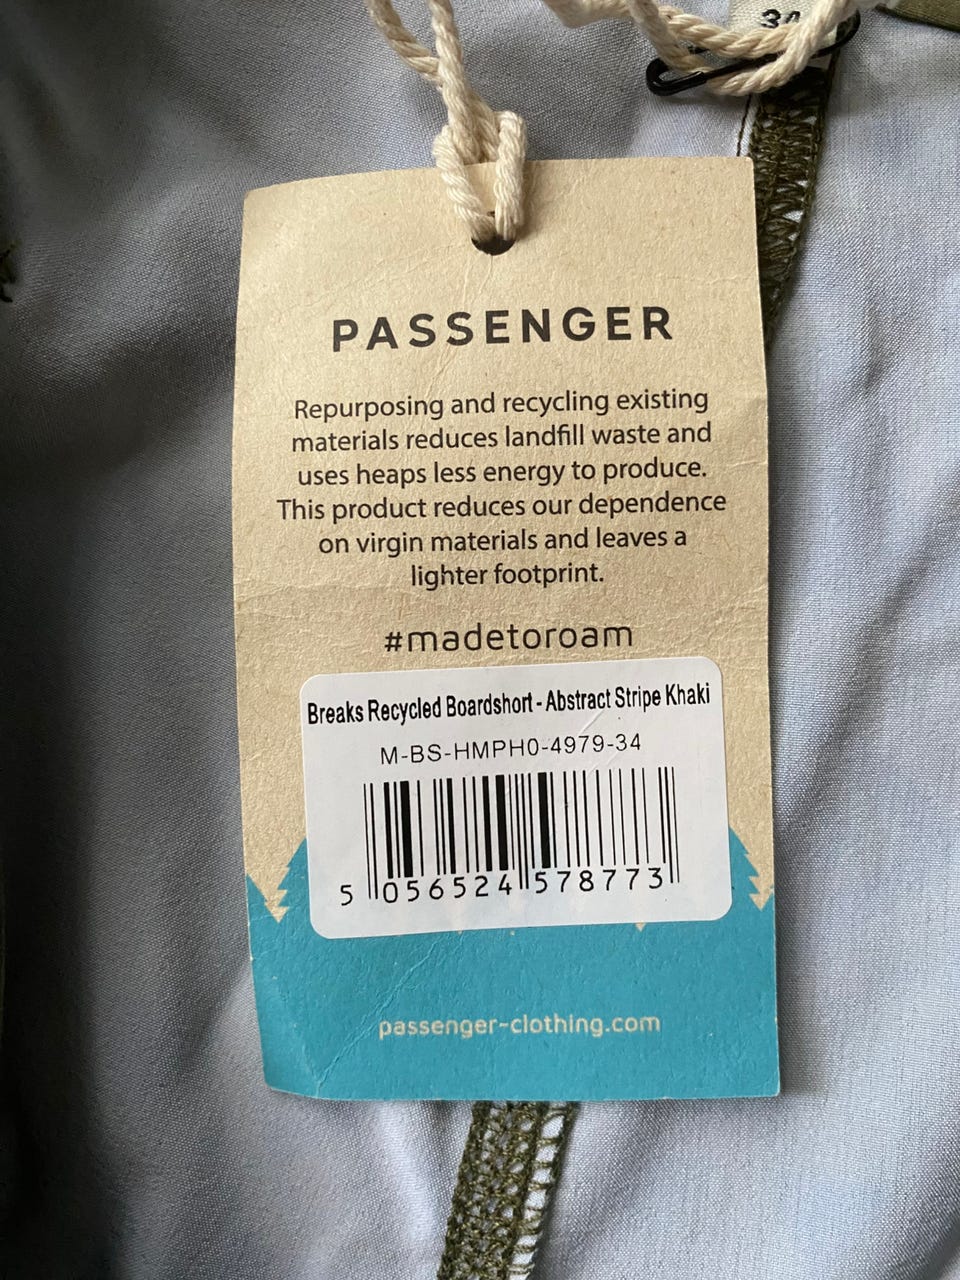 34
PASSENGER
Repurposing and recycling existing
materials reduces landfill waste and
uses heaps less energy to produce.
This product reduces our dependence
on virgin materials and leaves a
lighter footprint.
#madetoroam
Breaks Recycled Boardshort - Abstract Stripe Khaki
M-BS-HMPH0-4979-34
5 056524 578773
passenger-clothing.com